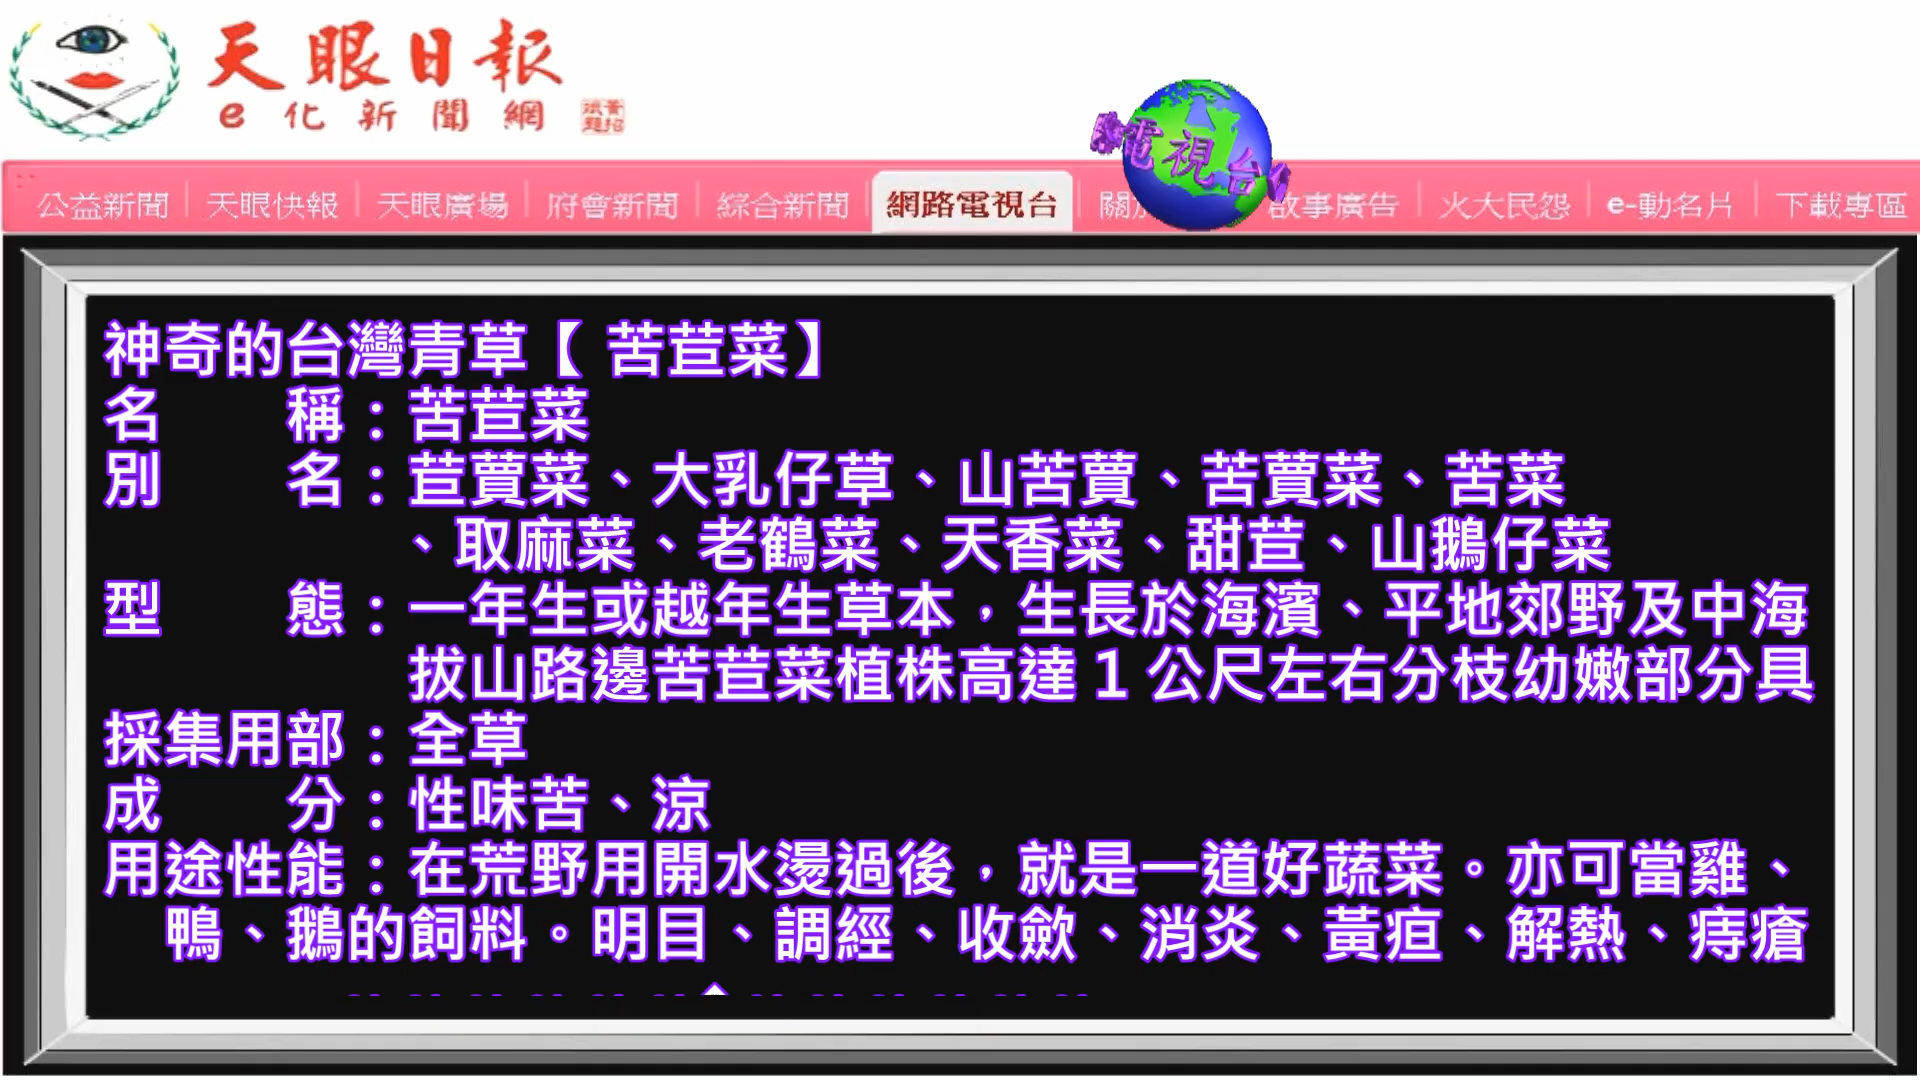 天眼日報
e化新聞網
電視台
公益新聞 天眼快報 天眼廣場 府會新聞 綜合新聞 網路電視台 關 啟事廣告 火大民怨 e-動名片 下載專區
神奇的台灣青草【 苦苣菜】
名　　稱：苦苣菜
別　　名：苣蕒菜、大乳仔草、山苦蕒、苦蕒菜、苦菜
、取麻菜、老鶴菜、天香菜、甜苣、山鵝仔菜
型　　態：一年生或越年生草本，生長於海濱、平地郊野及中海
拔山路邊苦苣菜植株高達 1 公尺左右分枝幼嫩部分具
採集用部：全草
成　　分：性味苦、涼
用途性能：在荒野用開水燙過後，就是一道好蔬菜。亦可當雞、
鴨、鵝的飼料。明目、調經、收歛、消炎、黃疸、解熱、痔瘡